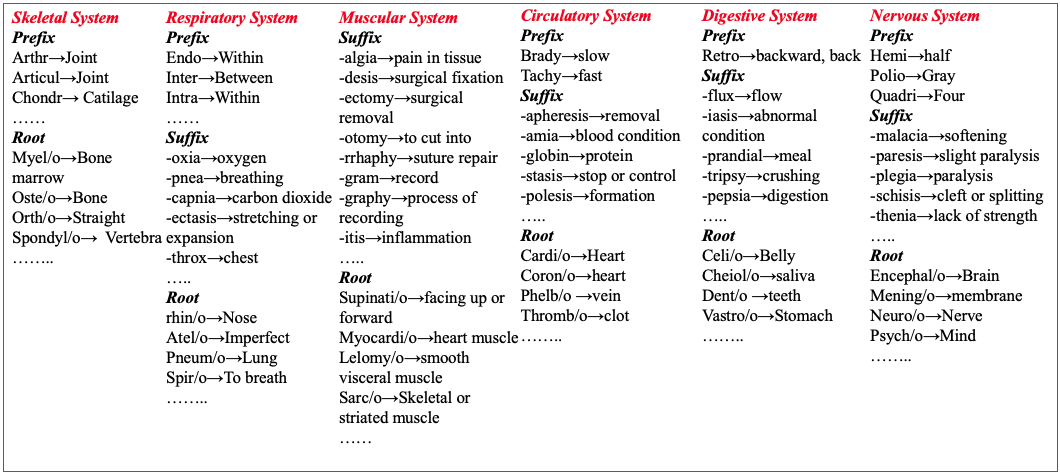 Skeletal System
Prefix
Arthr→Joint
Articul→Joint
Chondr→ Catilage
……
Root
Myel/o→Bone
marrow
Oste/o→Bone
Orth/o→Straight
Spondyl/o→ Vertebra
……..
Respiratory System
Prefix
Endo→Within
Inter→Between
Intra→Within
……
Suffix
-oxia→oxygen
-pnea→breathing
-capnia→carbon dioxide
-ectasis→stretching or
expansion
-throx→chest
…..
Root
rhin/o→Nose
Atel/o→Imperfect
Pneum/o→Lung
Spir/o→To breath
……..
Muscular System
Suffix
-algia→pain in tissue
-desis→surgical fixation
-ectomy→surgical
removal
-otomy→to cut into
-rrhaphy→suture repair
-gram→record
-graphy→process of
recording
-itis→inflammation
…..
Root
Supinati/o→facing up or
forward
Myocardi/o→heart muscle
Lelomy/o→smooth
visceral muscle
Sarc/o→Skeletal or
striated muscle
……
Circulatory System
Prefix
Brady→slow
Tachy→fast
Suffix
-apheresis→removal
-amia→blood condition
-globin→protein
-stasis→stop or control
-polesis→formation
…..
Root
Cardi/o→Heart
Coron/o→heart
Phelb/o →vein
Thromb/o→clot
……..
Digestive System
Prefix
Retro→backward, back
Suffix
-flux→flow
-iasis→abnormal
condition
-prandial→meal
-tripsy→crushing
-pepsia→digestion
…..
Root
Celi/o→Belly
Cheiol/o→saliva
Dent/o →teeth
Vastro/o→Stomach
……..
Nervous System
Prefix
Hemi→half
Polio→Gray
Quadri→Four
Suffix
-malacia→softening
-paresis→slight paralysis
-plegia→paralysis
-schisis→cleft or splitting
-thenia→lack of strength
…..
Root
Encephal/o→Brain
Mening/o→membrane
Neuro/o→Nerve
Psych/o→Mind
……..